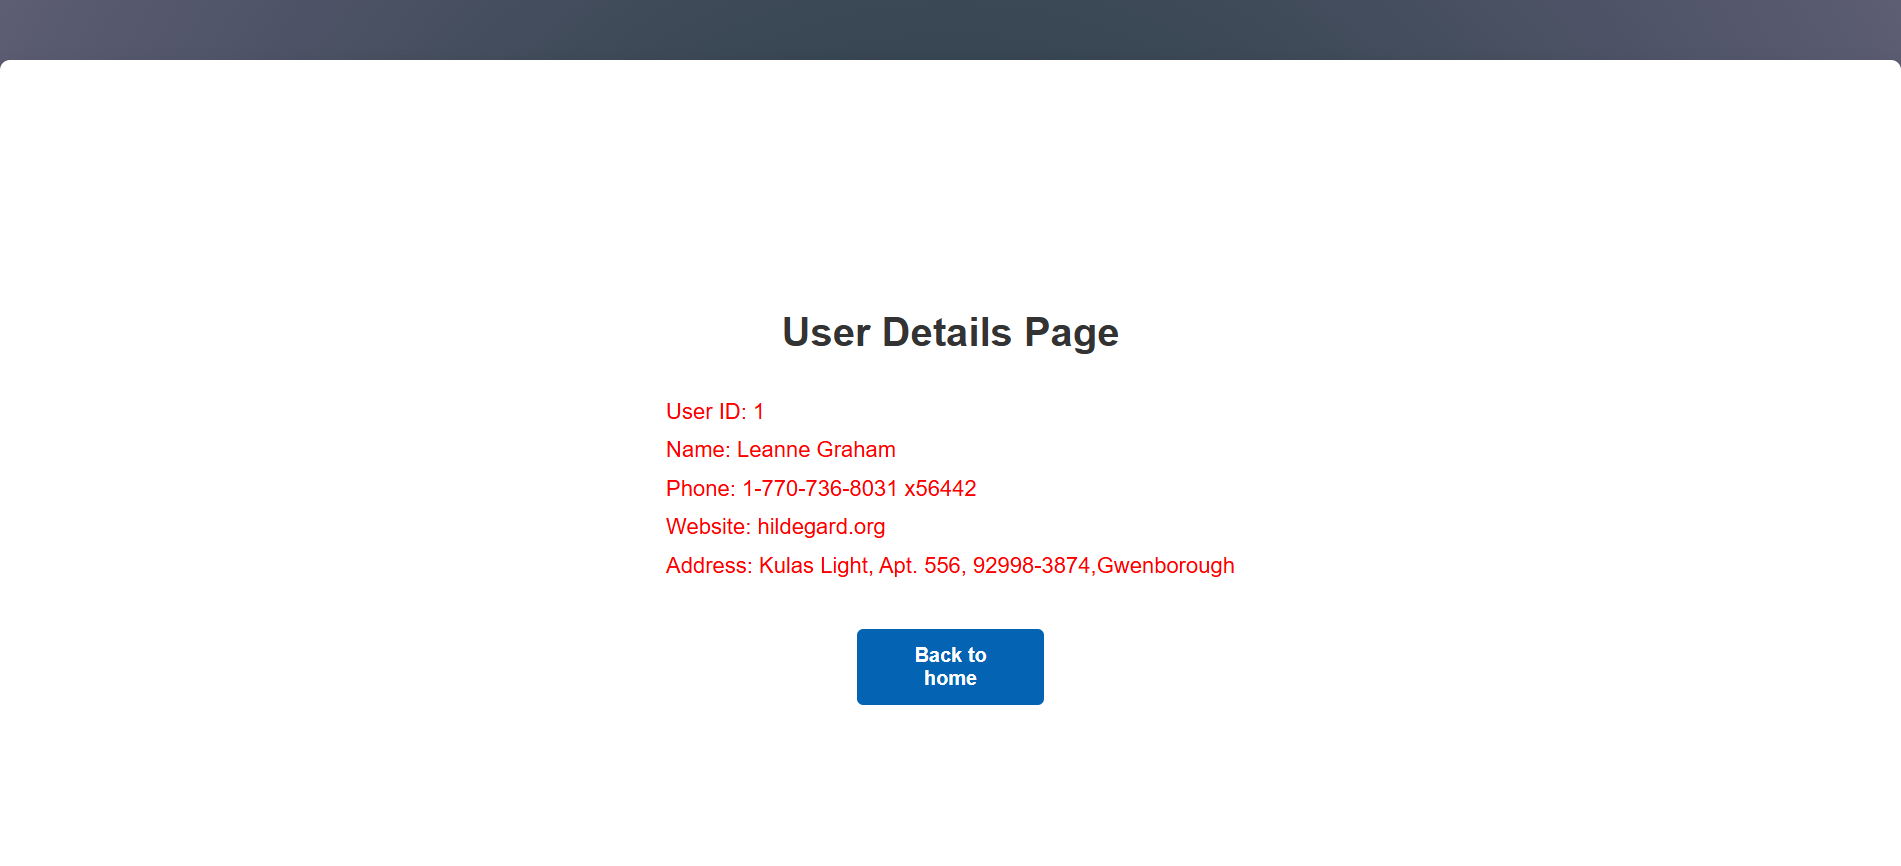 User Details Page
User ID: 1
Name: Leanne Graham
Phone: 1-770-736-8031 x56442
Website: hildegard.org
Address: Kulas Light, Apt. 556, 92998-3874,Gwenborough
Back to
home